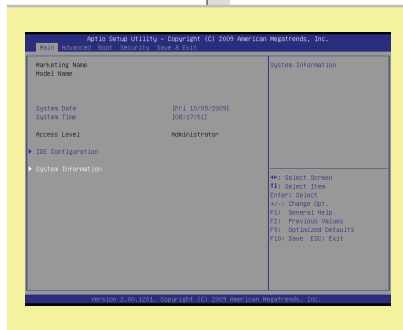 Aptio Setup Utility - Copyright (C) 2009 American Megatrends, Inc.
Main Advanced Boot Security Save & Exit
Marketing Name
Model Name
System Information
System Date [Fri 10/09/2009]
System Time [08:17:51]
Access Level Administrator
▶ IDE Configuration
▶ System Information
↔: Select Screen
↑↓: Select Item
Enter: Select
+/-: Change Opt.
F1: General Help
F2: Previous Values
F9: Optimized Defaults
F10: Save ESC: Exit
Version 2.00.1201. Copyright (C) 2009 American Megatrends, Inc.